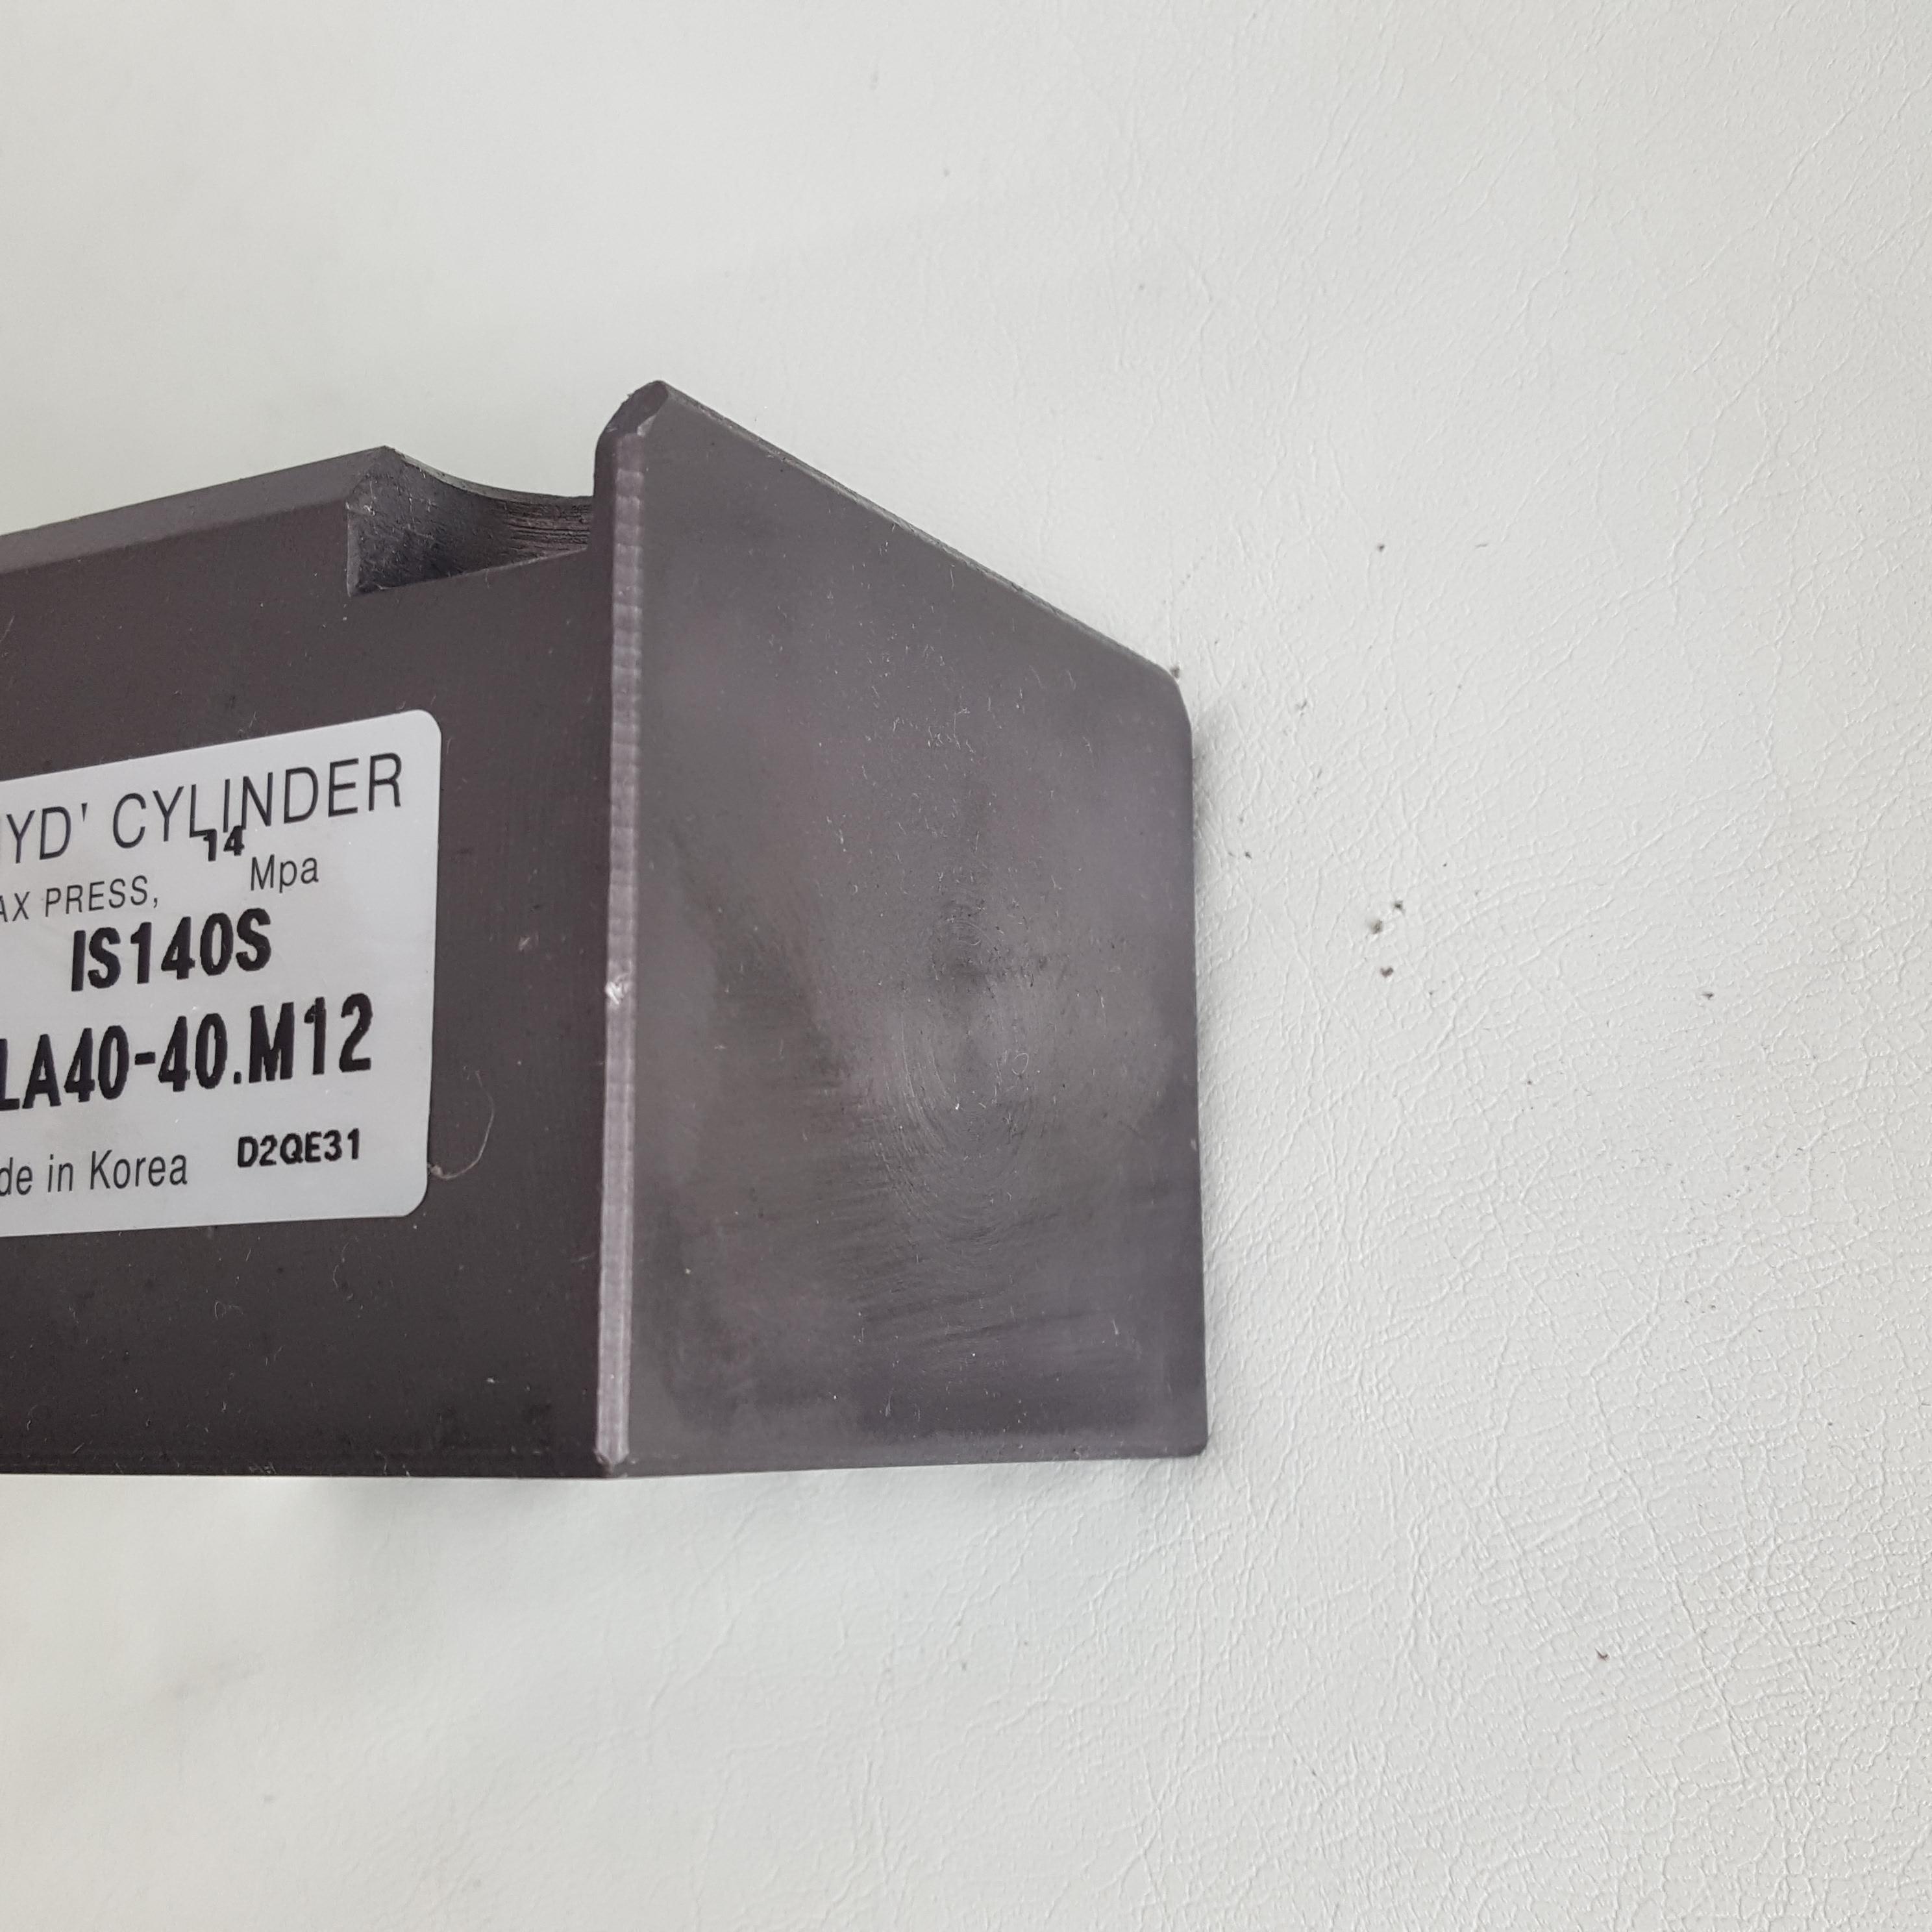 YD' CYLINDER
14
AX PRESS, Mpa
IS140S
LA40-40.M12
de in Korea D2QE31